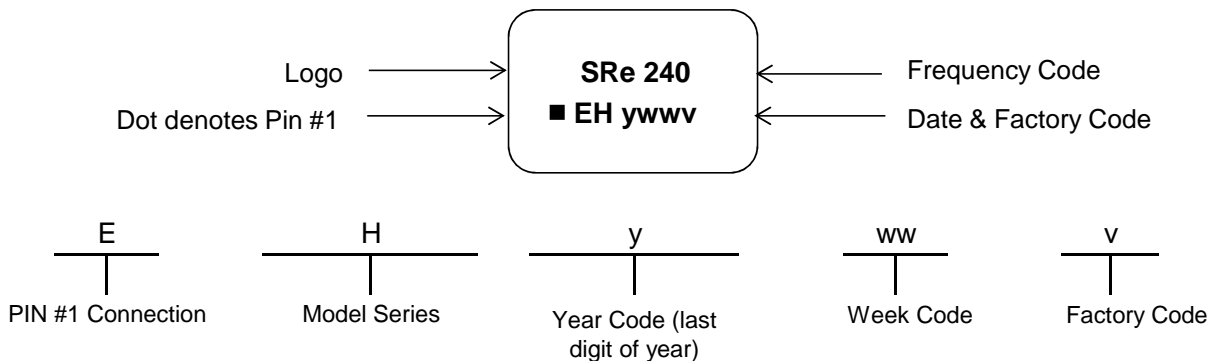 Logo
SRe 240
Frequency Code
Dot denotes Pin #1
EH ywwv
Date & Factory Code
E
H
y
ww
v
PIN #1 Connection
Model Series
Year Code (last
digit of year)
Week Code
Factory Code